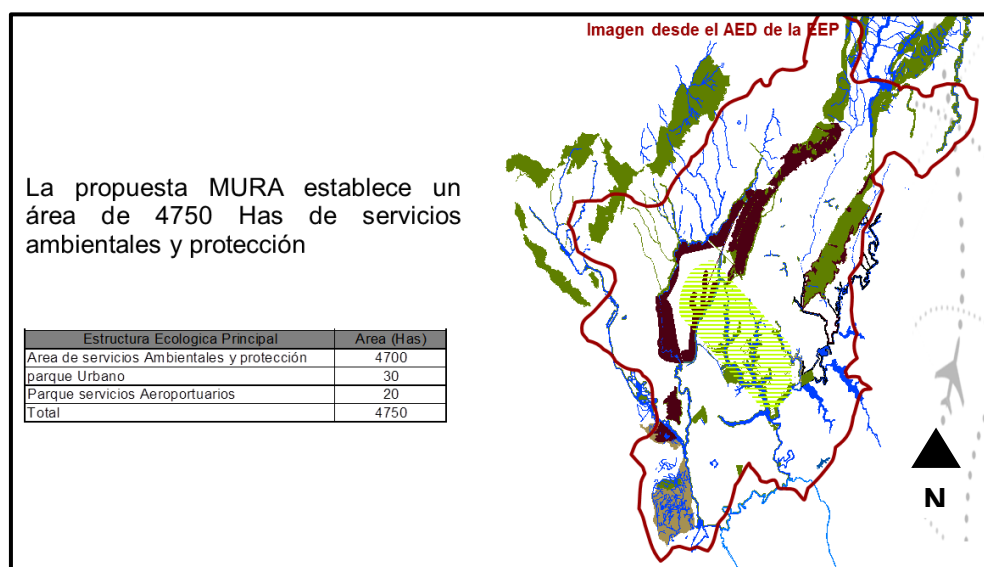 Imagen desde el AED de la EEP
La propuesta MURA establece un
área de 4750 Has de servicios
ambientales y protección
Estructura Ecologica Principal Area (Has)
Area de servicios Ambientales y protección 4700
parque Urbano 30
Parque servicios Aeroportuarios 20
Total 4750
N